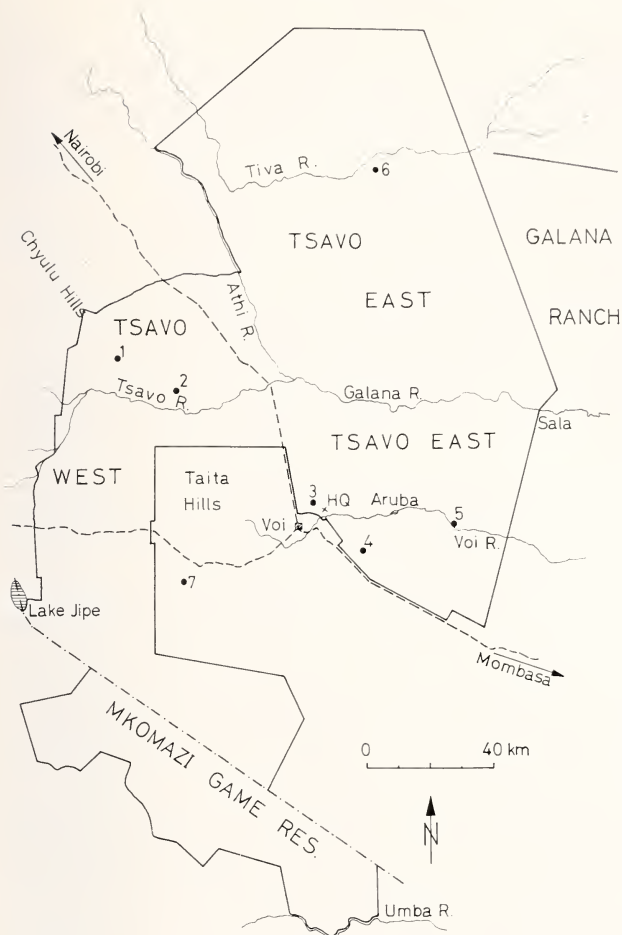 Nairobi
Tiva R.
6
TSAVO
EAST
GALANA
RANCH
Chyulu Hills
Athi R.
TSAVO
1
2
Tsavo R.
Galana R.
Sala
TSAVO EAST
WEST
Taita
Hills
3
HQ
Aruba
5
Voi
Voi R.
4
7
Lake Jipe
Mombasa
MKOMAZI GAME RES.
0 40 km
N
Umba R.